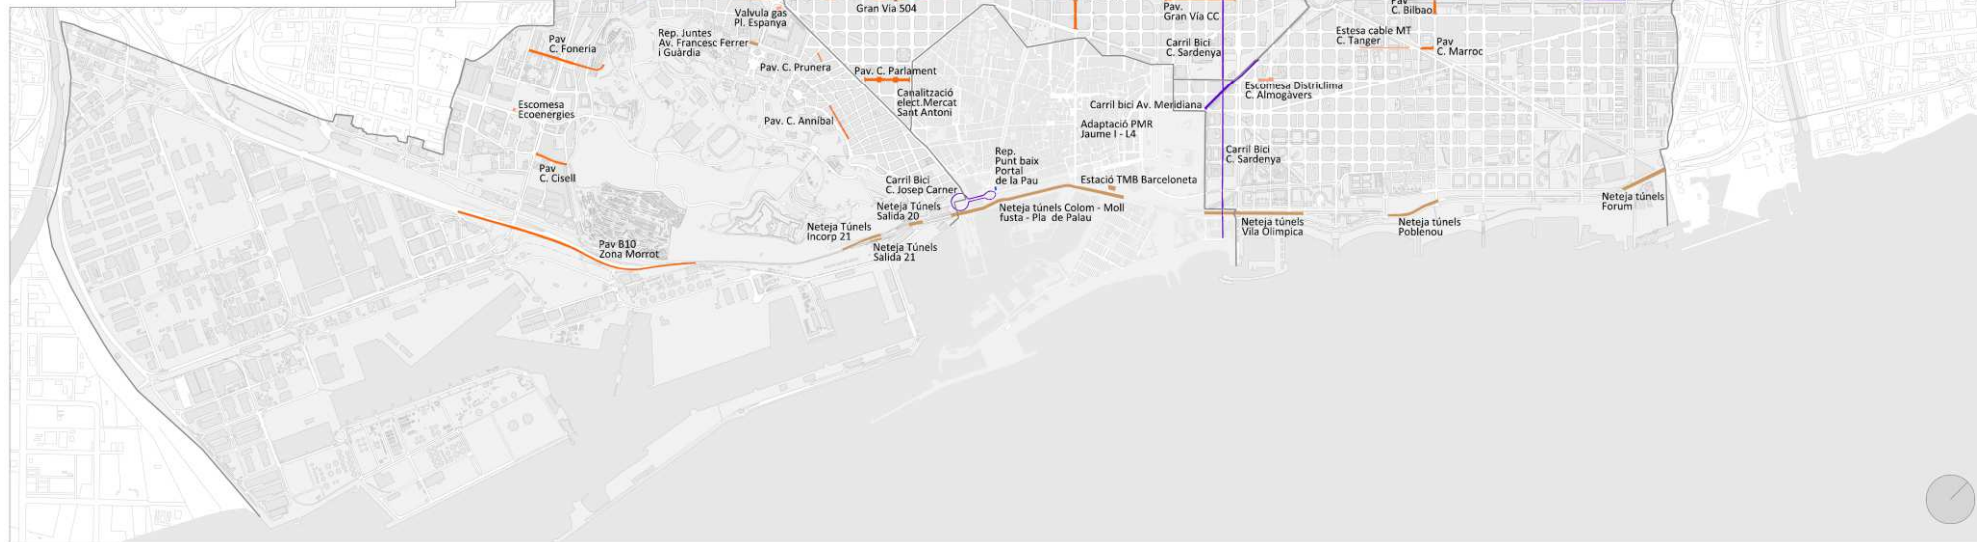 Valvula gas
Pl. Espanya
Gran Via 504
Pav.
Gran Via CC
Pav
C. Bilbao
Pav
C. Foneria
Rep. Juntes
Av. Francesc Ferrer
i Guàrdia
Carril Bici
C. Sardenya
Estesa cable MT
C. Tanger
Pav
C. Marroc
Pav. C. Prunera
Pav. C. Parlament
Escomesa Districlima
C. Almogàvers
Canalització
elect.Mercat
Sant Antoni
Escomesa
Ecoenergies
Carril bici Av. Meridiana
Pav. C. Anníbal
Adaptació PMR
Jaume I - L4
Carril Bici
C. Sardenya
Rep.
Punt baix
Portal
de la Pau
Pav
C. Cisell
Carril Bici
C. Josep Carner
Estació TMB Barceloneta
Neteja túnels
Forum
Neteja Túnels
Salida 20
Neteja túnels Colom - Moll
fusta - Pla de Palau
Neteja túnels
Vila Olimpica
Neteja túnels
Poblenou
Neteja Túnels
Incorp 21
Neteja Túnels
Salida 21
Pav B10
Zona Morrot